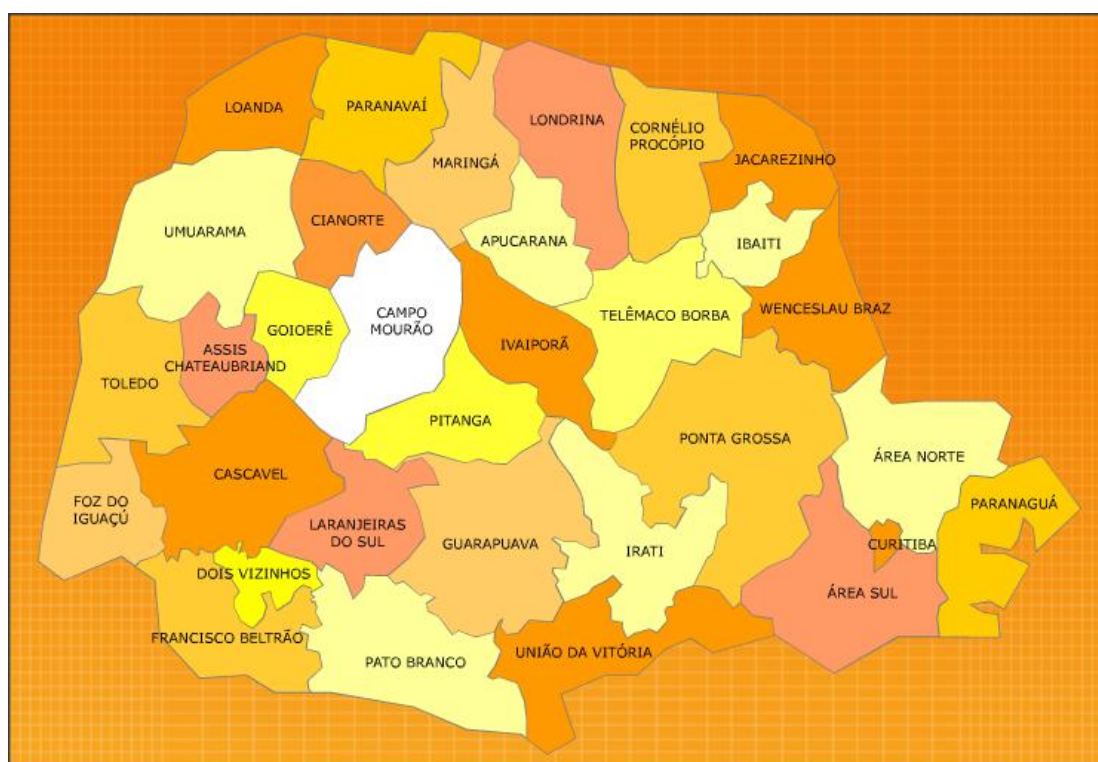 LOANDA
PARANAVAÍ
LONDRINA
CORNÉLIO
PROCÓPIO
MARINGÁ
JACAREZINHO
UMUARAMA
CIANORTE
APUCARANA
IBAITI
CAMPO
MOURÃO
GOIOERÊ
TELÊMACO BORBA
WENCESLAU BRAZ
IVAIPORÃ
ASSIS
CHATEAUBRIAND
TOLEDO
PITANGA
PONTA GROSSA
ÁREA NORTE
CASCAVEL
FOZ DO
IGUAÇÚ
PARANAGUÁ
LARANJEIRAS
DO SUL
GUARAPUAVA
IRATI
CURITIBA
DOIS VIZINHOS
ÁREA SUL
FRANCISCO BELTRÃO
UNIÃO DA VITÓRIA
PATO BRANCO